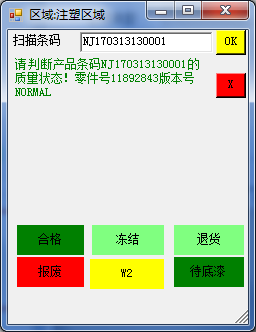 区域:注塑区域
扫描条码 NJ170313130001 OK
请判断产品条码NJ170313130001的
质量状态！零件号11892843版本号
NORMAL
X
合格 冻结 退货
报废 W2 待底漆